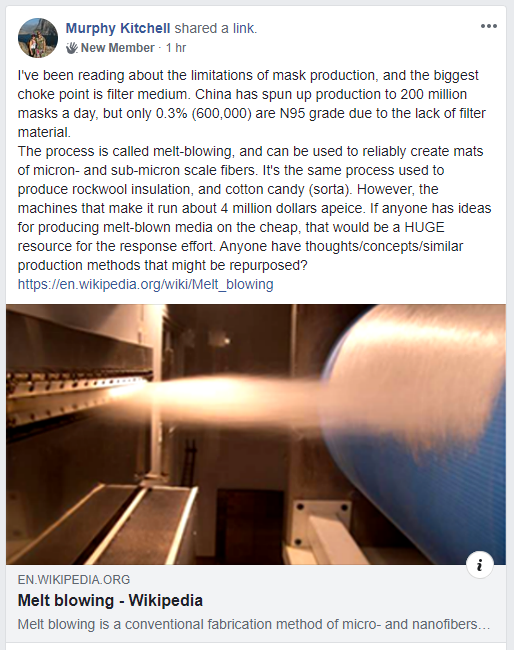 Murphy Kitchell shared a link.
New Member · 1 hr
I've been reading about the limitations of mask production, and the biggest
choke point is filter medium. China has spun up production to 200 million
masks a day, but only 0.3% (600,000) are N95 grade due to the lack of filter
material.
The process is called melt-blowing, and can be used to reliably create mats
of micron- and sub-micron scale fibers. It's the same process used to
produce rockwool insulation, and cotton candy (sorta). However, the
machines that make it run about 4 million dollars apeice. If anyone has ideas
for producing melt-blown media on the cheap, that would be a HUGE
resource for the response effort. Anyone have thoughts/concepts/similar
production methods that might be repurposed?
https://en.wikipedia.org/wiki/Melt_blowing
i
EN.WIKIPEDIA.ORG
Melt blowing - Wikipedia
Melt blowing is a conventional fabrication method of micro- and nanofibers...